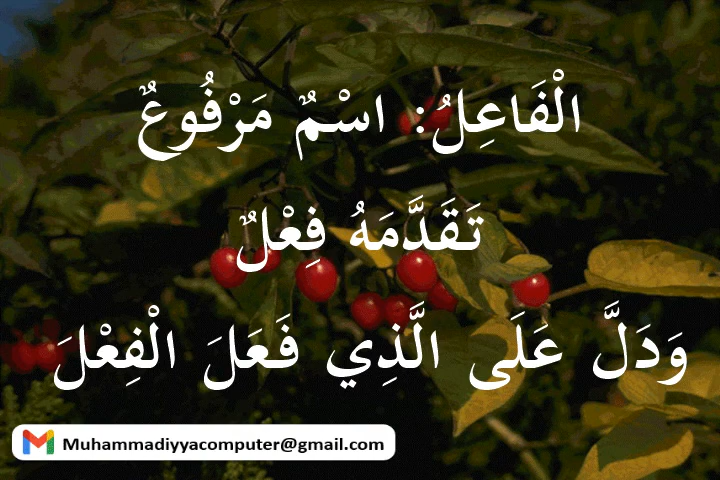 الْفَاعِلُ: اسْمٌ مَرْفُوعٌ
تَقَدَّمَهُ فِعْلٌ
وَدَلَّ عَلَى الَّذِي فَعَلَ الْفِعْلَ
Muhammadiyyacomputer@gmail.com